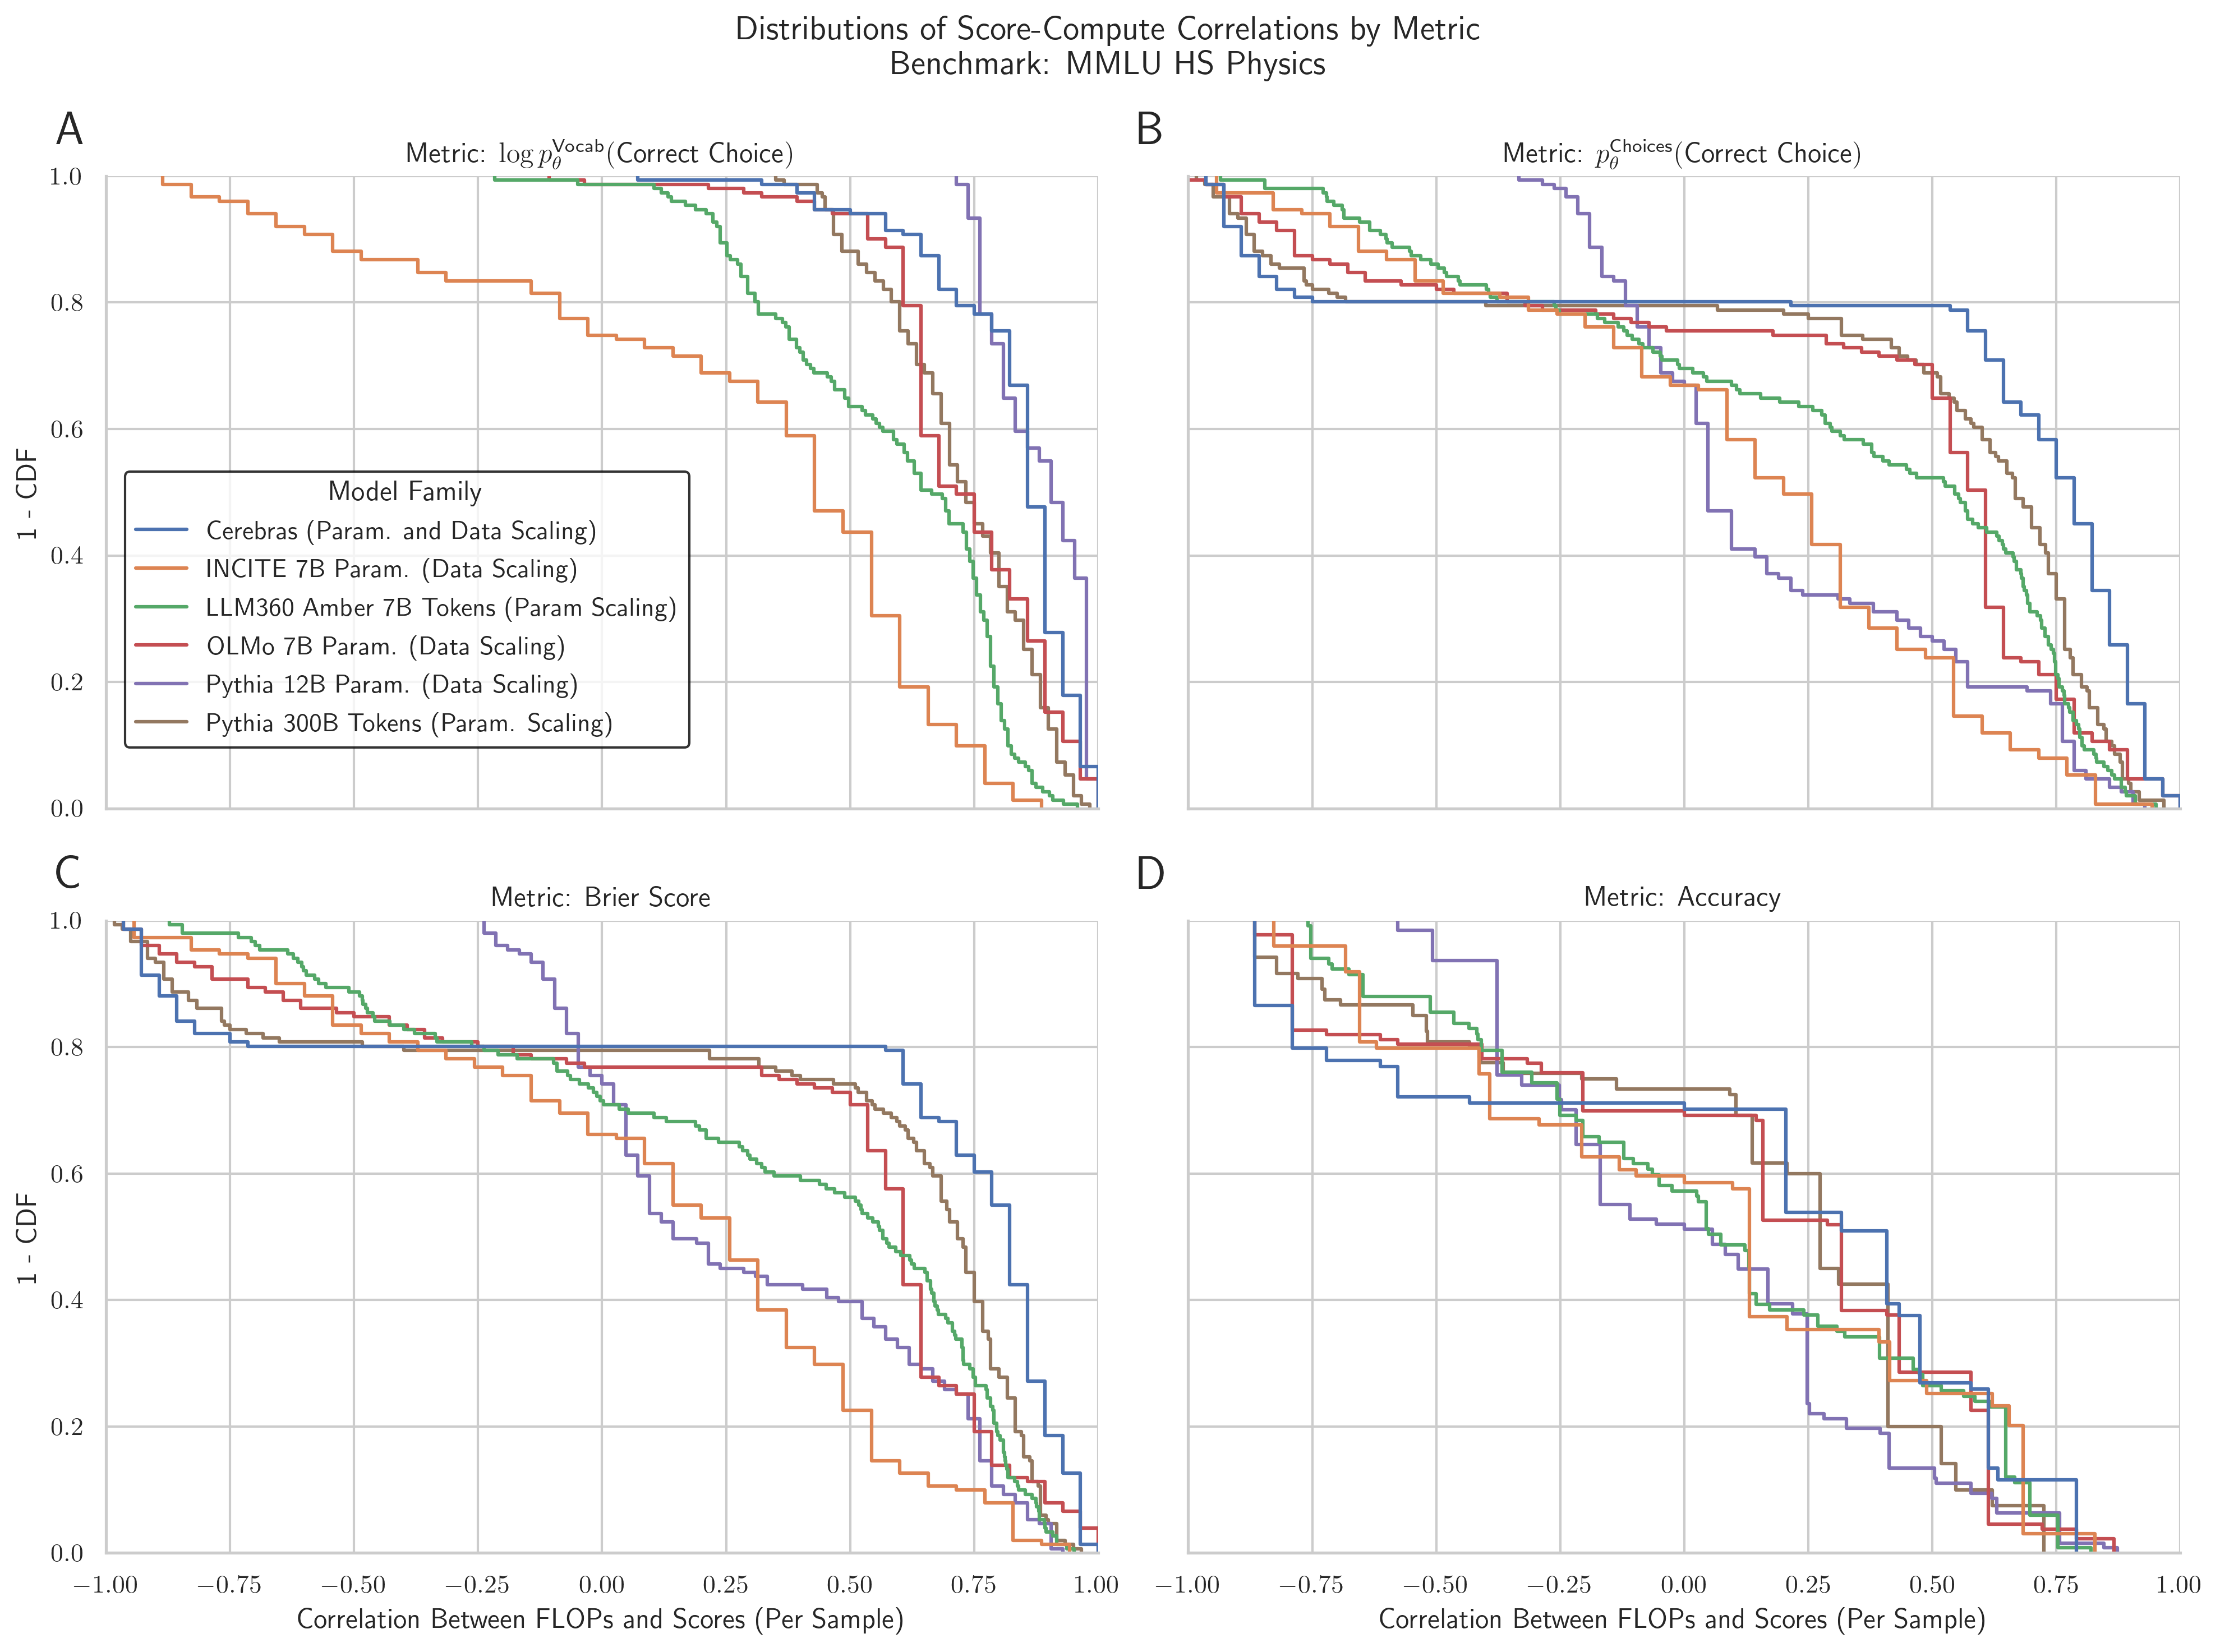 Distributions of Score-Compute Correlations by Metric
Benchmark: MMLU HS Physics
A
Metric: log p_θ^Vocab(Correct Choice)
1.0
0.8
0.6
0.4
0.2
0.0
1 - CDF
Model Family
Cerebras (Param. and Data Scaling)
INCITE 7B Param. (Data Scaling)
LLM360 Amber 7B Tokens (Param Scaling)
OLMo 7B Param. (Data Scaling)
Pythia 12B Param. (Data Scaling)
Pythia 300B Tokens (Param. Scaling)
B
Metric: p_θ^Choices(Correct Choice)
C
Metric: Brier Score
1.0
0.8
0.6
0.4
0.2
0.0
1 - CDF
−1.00 −0.75 −0.50 −0.25 0.00 0.25 0.50 0.75 1.00
Correlation Between FLOPs and Scores (Per Sample)
D
Metric: Accuracy
−1.00 −0.75 −0.50 −0.25 0.00 0.25 0.50 0.75 1.00
Correlation Between FLOPs and Scores (Per Sample)